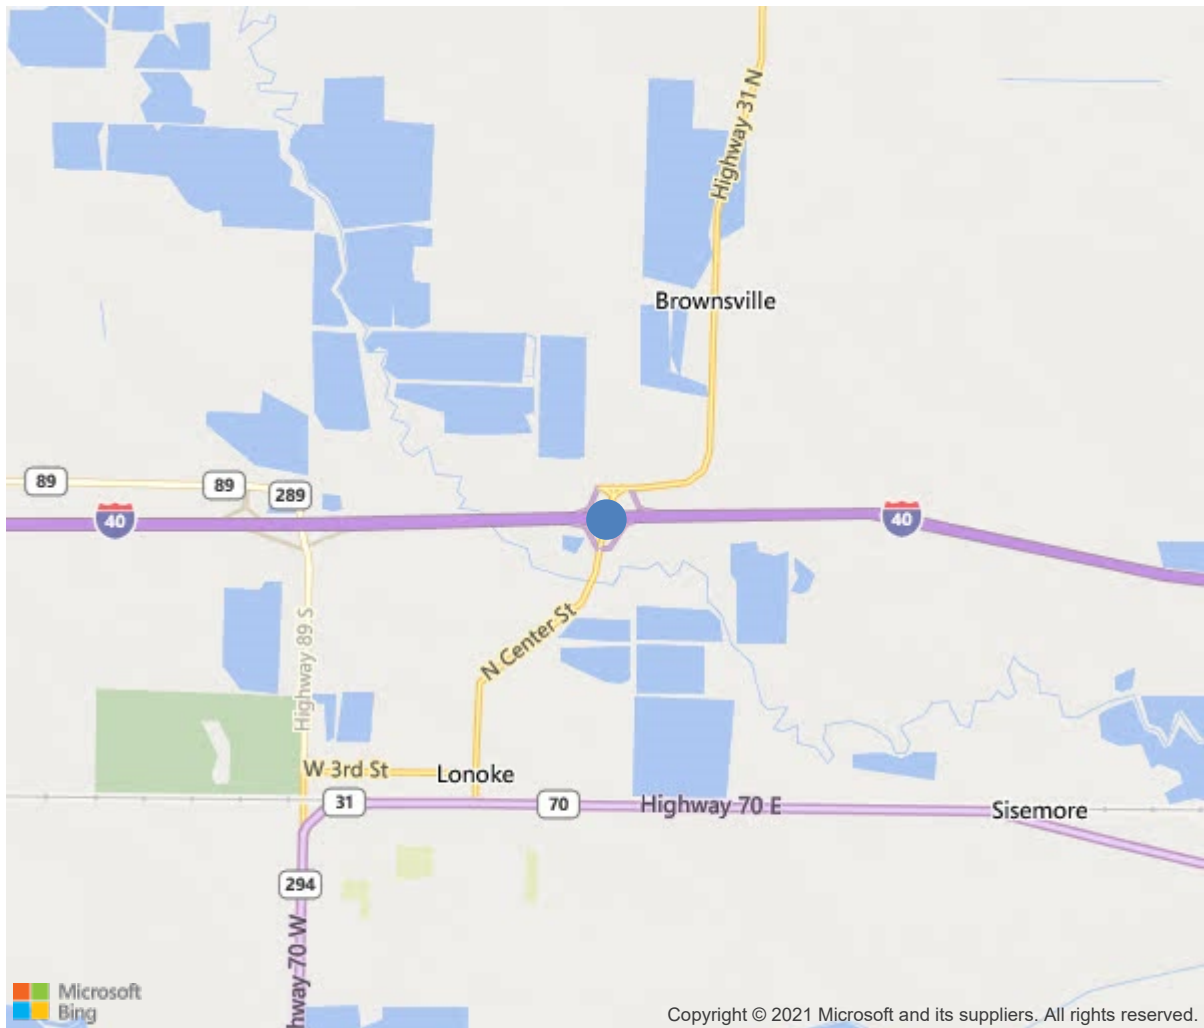 Highway 31 N
Brownsville
89
89
289
40
40
N Center St
Highway 89 S
W 3rd St
Lonoke
31
70
Highway 70 E
Sisemore
294
hway 70 W
Microsoft
Bing
Copyright © 2021 Microsoft and its suppliers. All rights reserved.